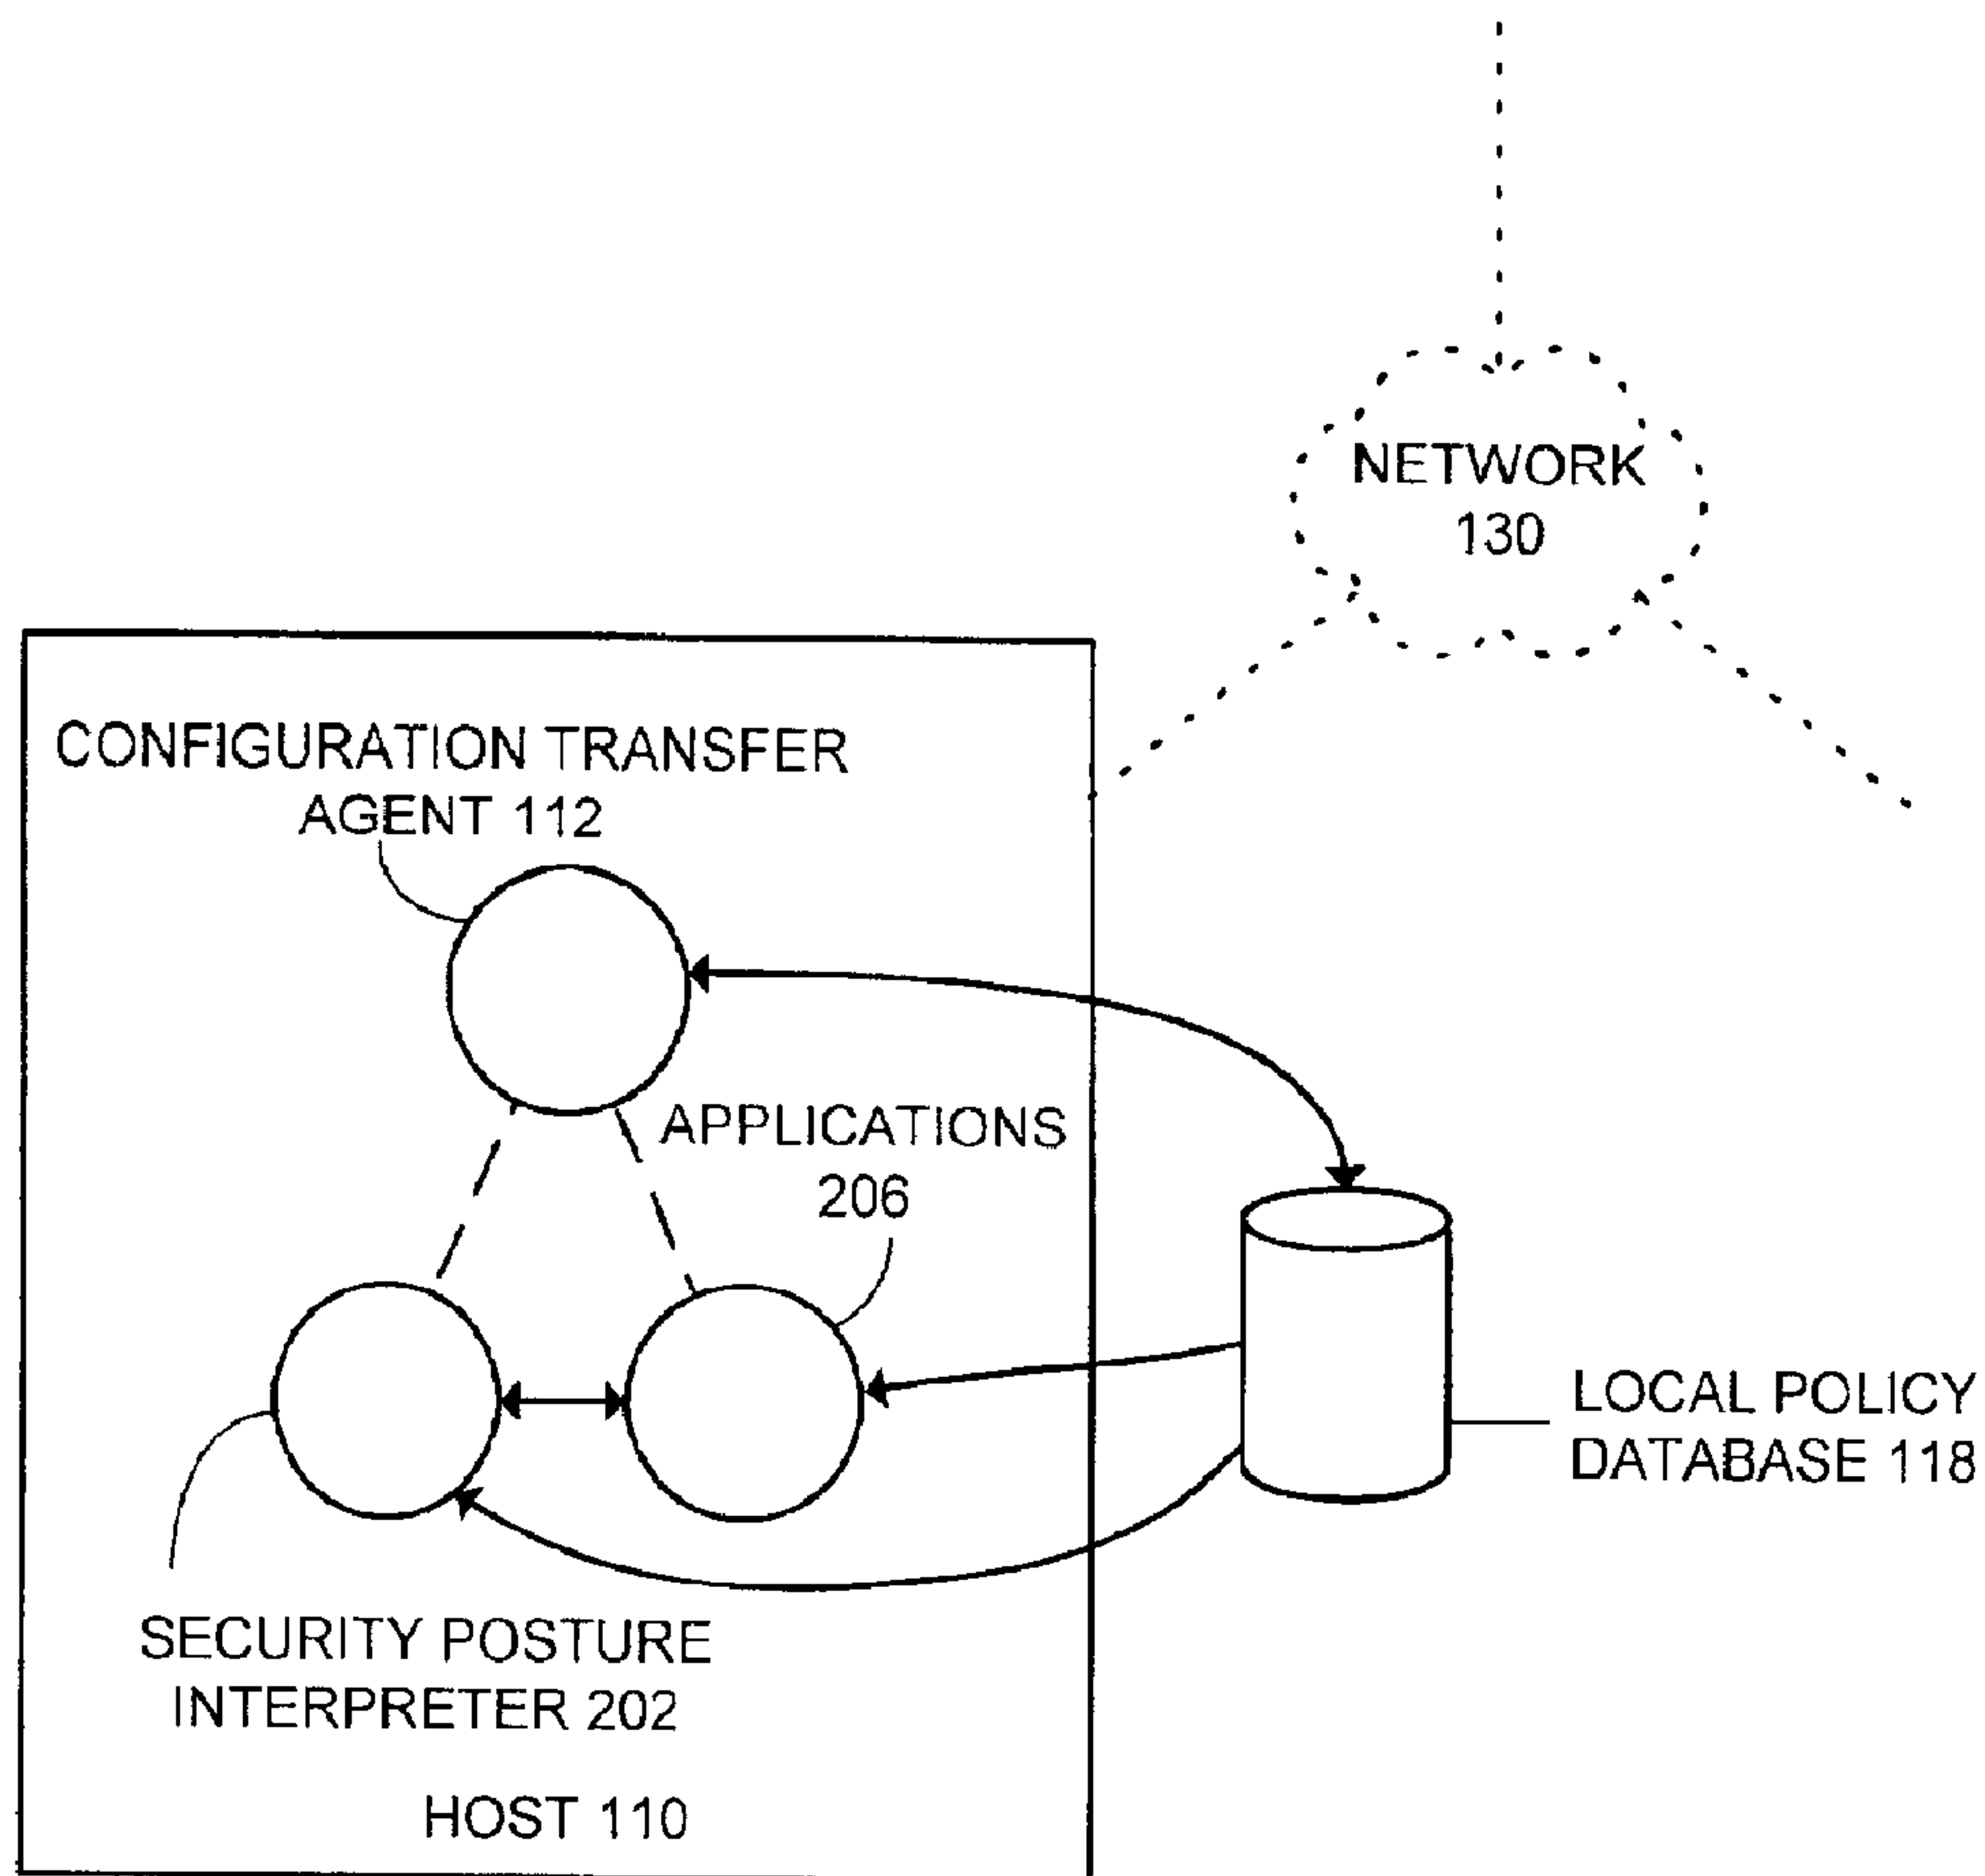 NETWORK
130
CONFIGURATION TRANSFER
AGENT 112
APPLICATIONS
206
LOCAL POLICY
DATABASE 118
SECURITY POSTURE
INTERPRETER 202
HOST 110